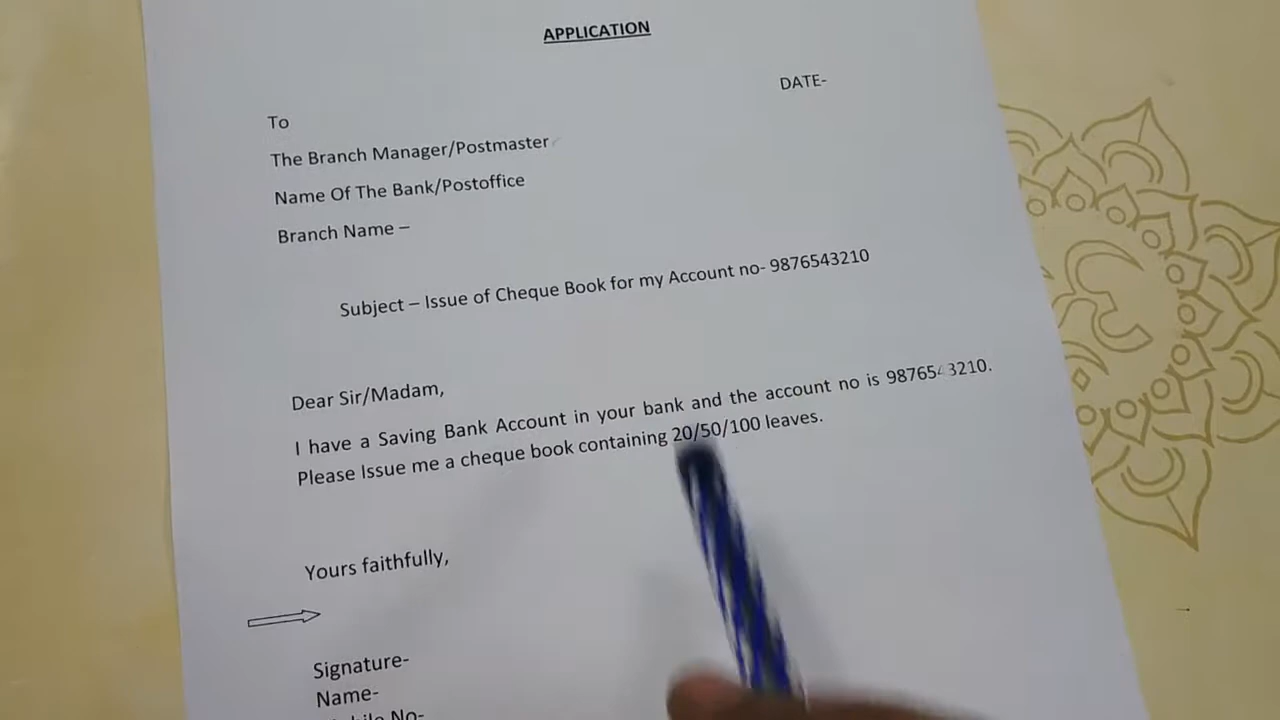 APPLICATION
DATE-
To
The Branch Manager/Postmaster
Name Of The Bank/Postoffice
Branch Name –
Subject – Issue of Cheque Book for my Account no- 9876543210
Dear Sir/Madam,
I have a Saving Bank Account in your bank and the account no is 9876543210.
Please Issue me a cheque book containing 20/50/100 leaves.
Yours faithfully,
Signature-
Name-
No-